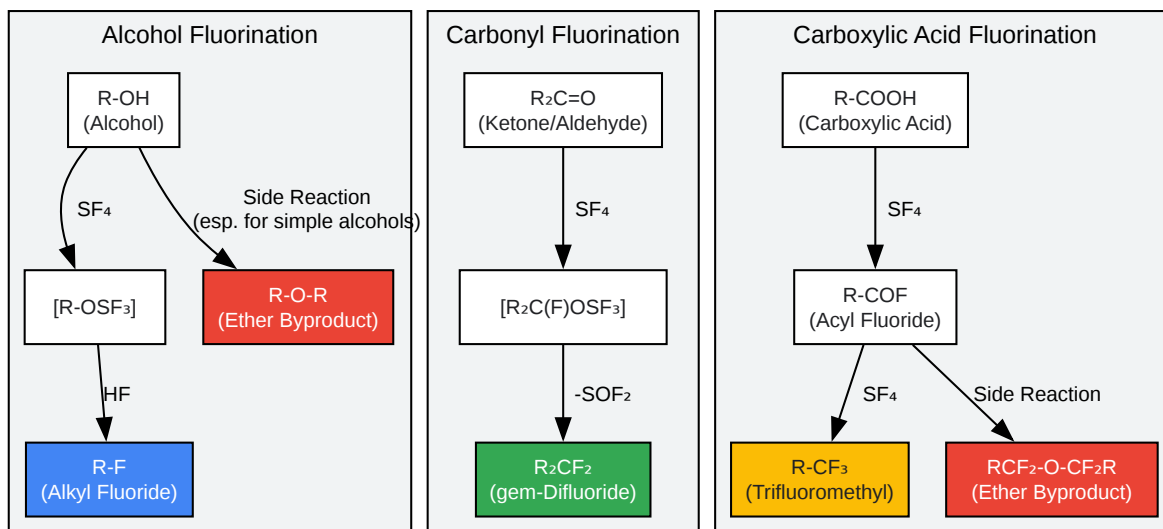 Alcohol Fluorination
R-OH
(Alcohol)
SF₄
Side Reaction
(esp. for simple alcohols)
[R-OSF₃]
R-O-R
(Ether Byproduct)
HF
R-F
(Alkyl Fluoride)
Carbonyl Fluorination
R₂C=O
(Ketone/Aldehyde)
SF₄
[R₂C(F)OSF₃]
-SOF₂
R₂CF₂
(gem-Difluoride)
Carboxylic Acid Fluorination
R-COOH
(Carboxylic Acid)
SF₄
R-COF
(Acyl Fluoride)
SF₄
Side Reaction
R-CF₃
(Trifluoromethyl)
RCF₂-O-CF₂R
(Ether Byproduct)